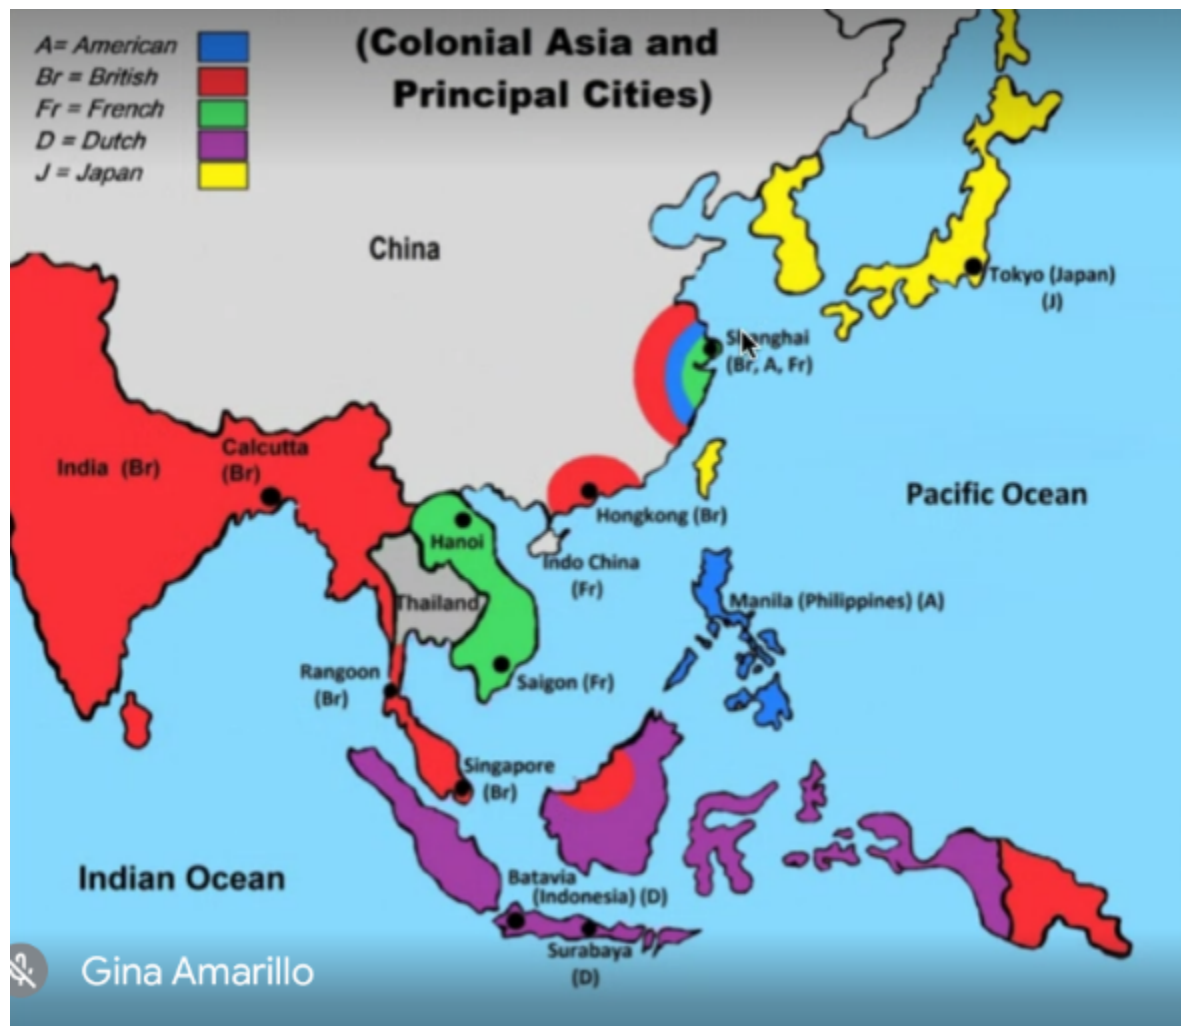 A= American
Br = British
Fr = French
D = Dutch
J = Japan
(Colonial Asia and
Principal Cities)
China
Tokyo (Japan)
(J)
Shanghai
(Br, A, Fr)
India (Br)
Calcutta
(Br)
Pacific Ocean
Hongkong (Br)
Hanoi
Indo China
(Fr)
Thailand
Manila (Philippines) (A)
Rangoon
(Br)
Saigon (Fr)
Singapore
(Br)
Indian Ocean
Batavia
(Indonesia) (D)
Surabaya
(D)
Gina Amarillo